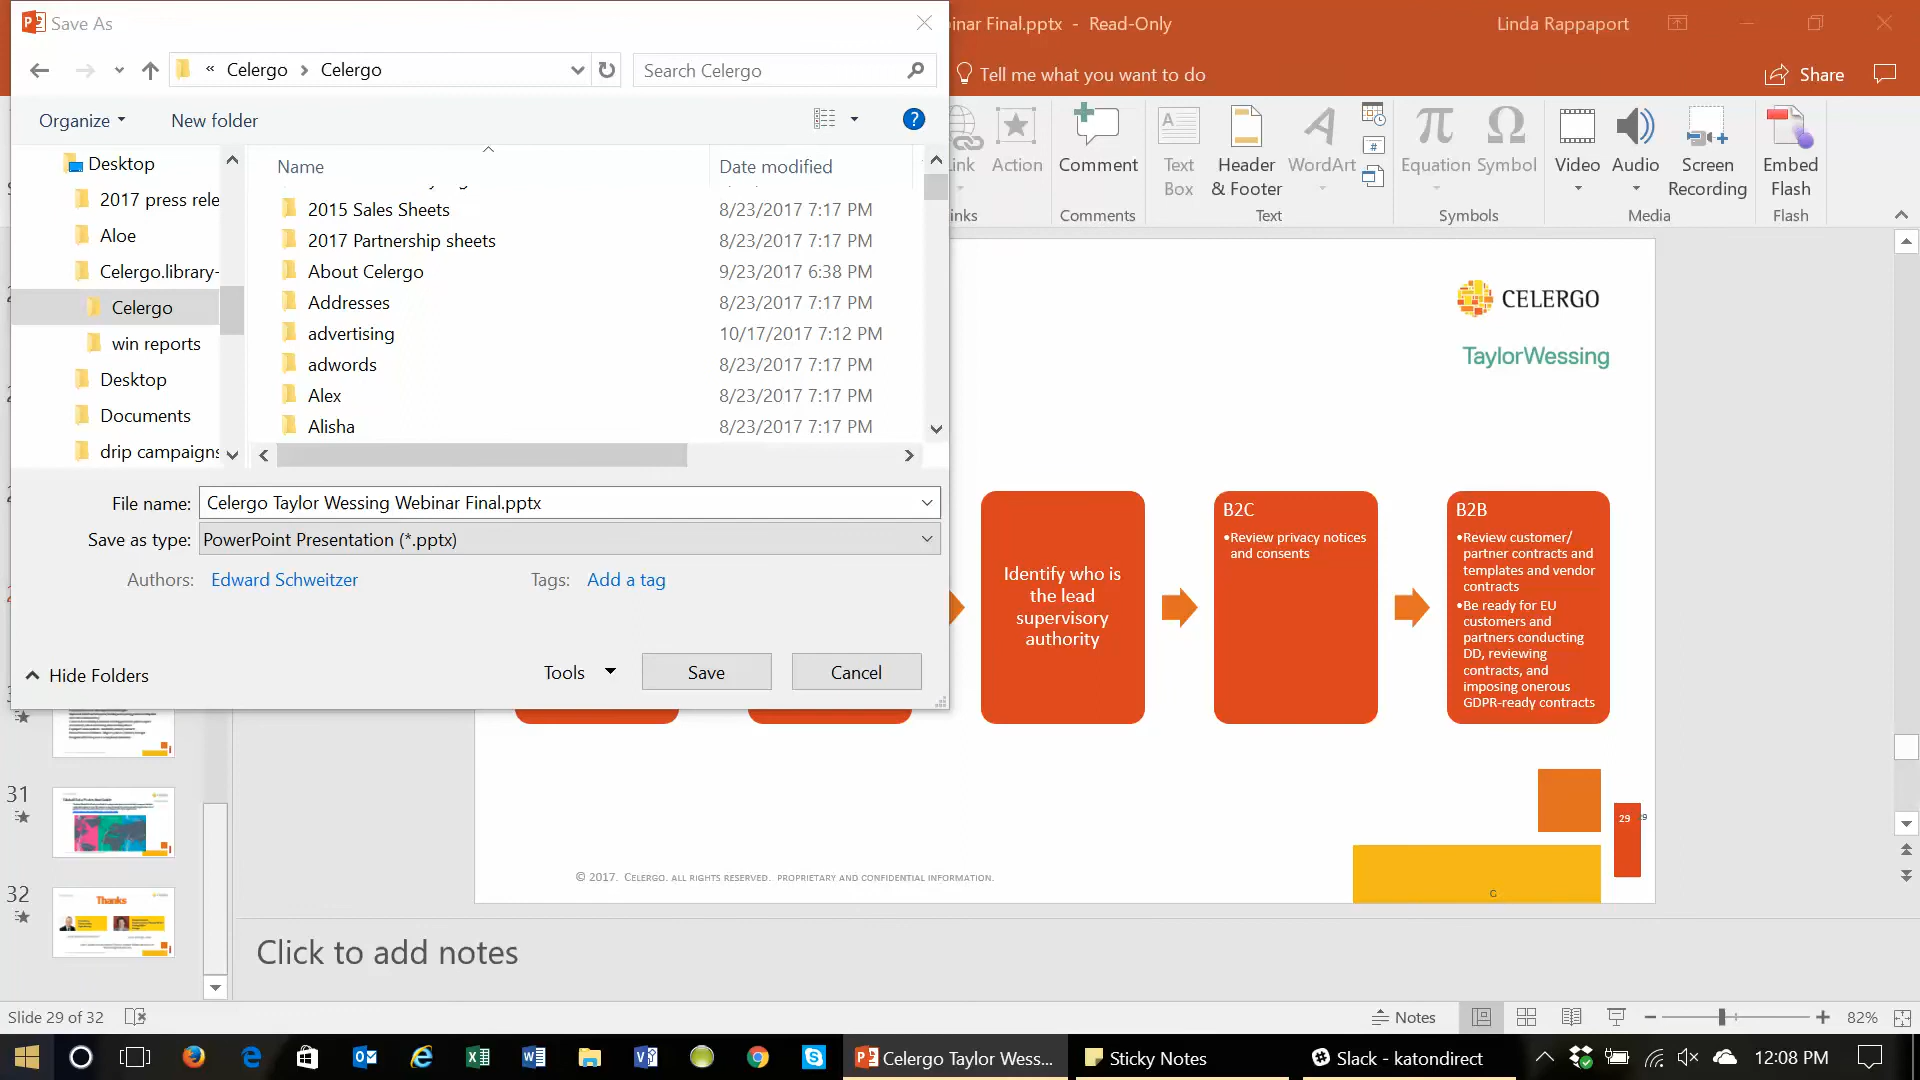 Save As
inar Final.pptx - Read-Only
Linda Rappaport
« Celergo > Celergo
Search Celergo
Tell me what you want to do
Share
Organize
New folder
?
Link
Action
Comment
Text
Box
Header
& Footer
WordArt
#
Equation
Symbol
Video
Audio
Screen
Recording
Embed
Flash
inks
Comments
Text
Symbols
Media
Flash
Desktop
2017 press rele
Aloe
Celergo.library-
Celergo
win reports
Desktop
Documents
drip campaigns
Name
Date modified
2015 Sales Sheets
8/23/2017 7:17 PM
2017 Partnership sheets
8/23/2017 7:17 PM
About Celergo
9/23/2017 6:38 PM
Addresses
8/23/2017 7:17 PM
advertising
10/17/2017 7:12 PM
adwords
8/23/2017 7:17 PM
Alex
8/23/2017 7:17 PM
Alisha
8/23/2017 7:17 PM
File name: Celergo Taylor Wessing Webinar Final.pptx
Save as type: PowerPoint Presentation (*.pptx)
Authors: Edward Schweitzer
Tags: Add a tag
Hide Folders
Tools
Save
Cancel
CELERGO
TaylorWessing
Identify who is
the lead
supervisory
authority
B2C
•Review privacy notices
and consents
B2B
•Review customer/
partner contracts and
templates and vendor
contracts
•Be ready for EU
customers and
partners conducting
DD, reviewing
contracts, and
imposing onerous
GDPR-ready contracts
29
29
© 2017. CELERGO. ALL RIGHTS RESERVED. PROPRIETARY AND CONFIDENTIAL INFORMATION.
C
31
32
Thanks
Click to add notes
Slide 29 of 32
Notes
82%
Celergo Taylor Wess...
Sticky Notes
Slack - katondirect
12:08 PM